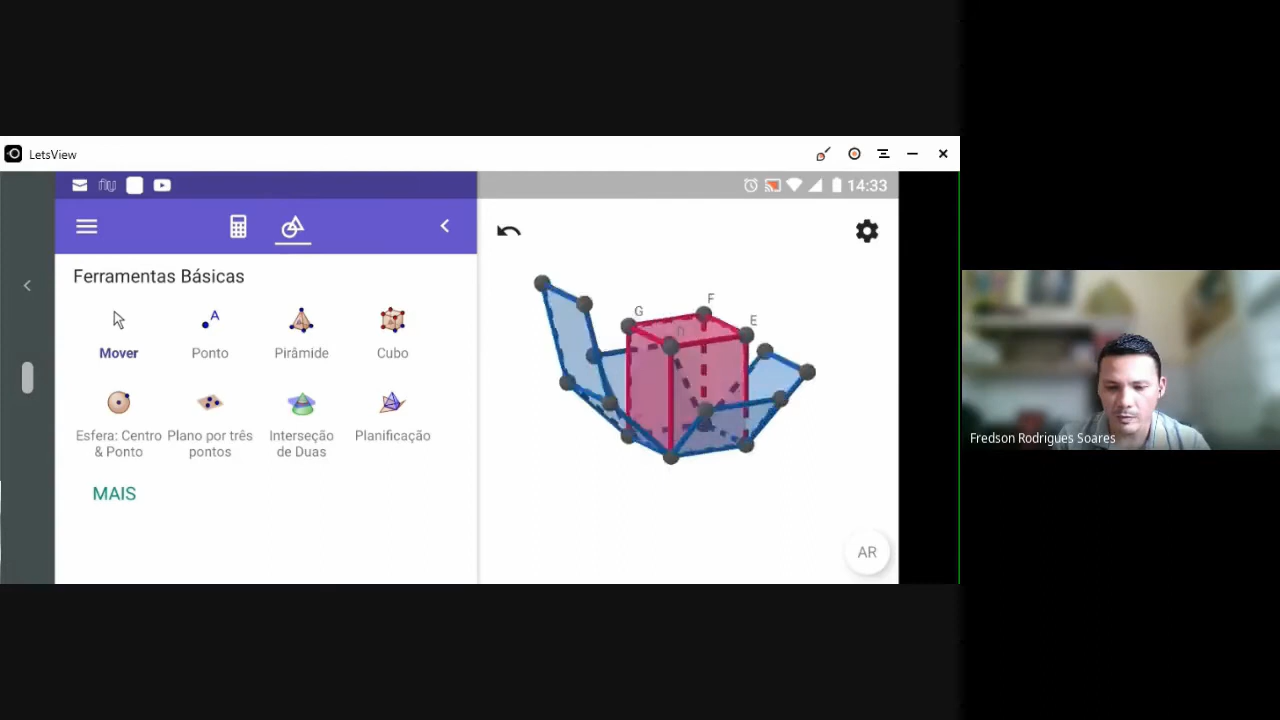 LetsView
14:33
Ferramentas Básicas
Mover
Ponto
Pirâmide
Cubo
Esfera: Centro
& Ponto
Plano por três
pontos
Interseção
de Duas
Planificação
MAIS
G
F
D
E
AR
Fredson Rodrigues Soares